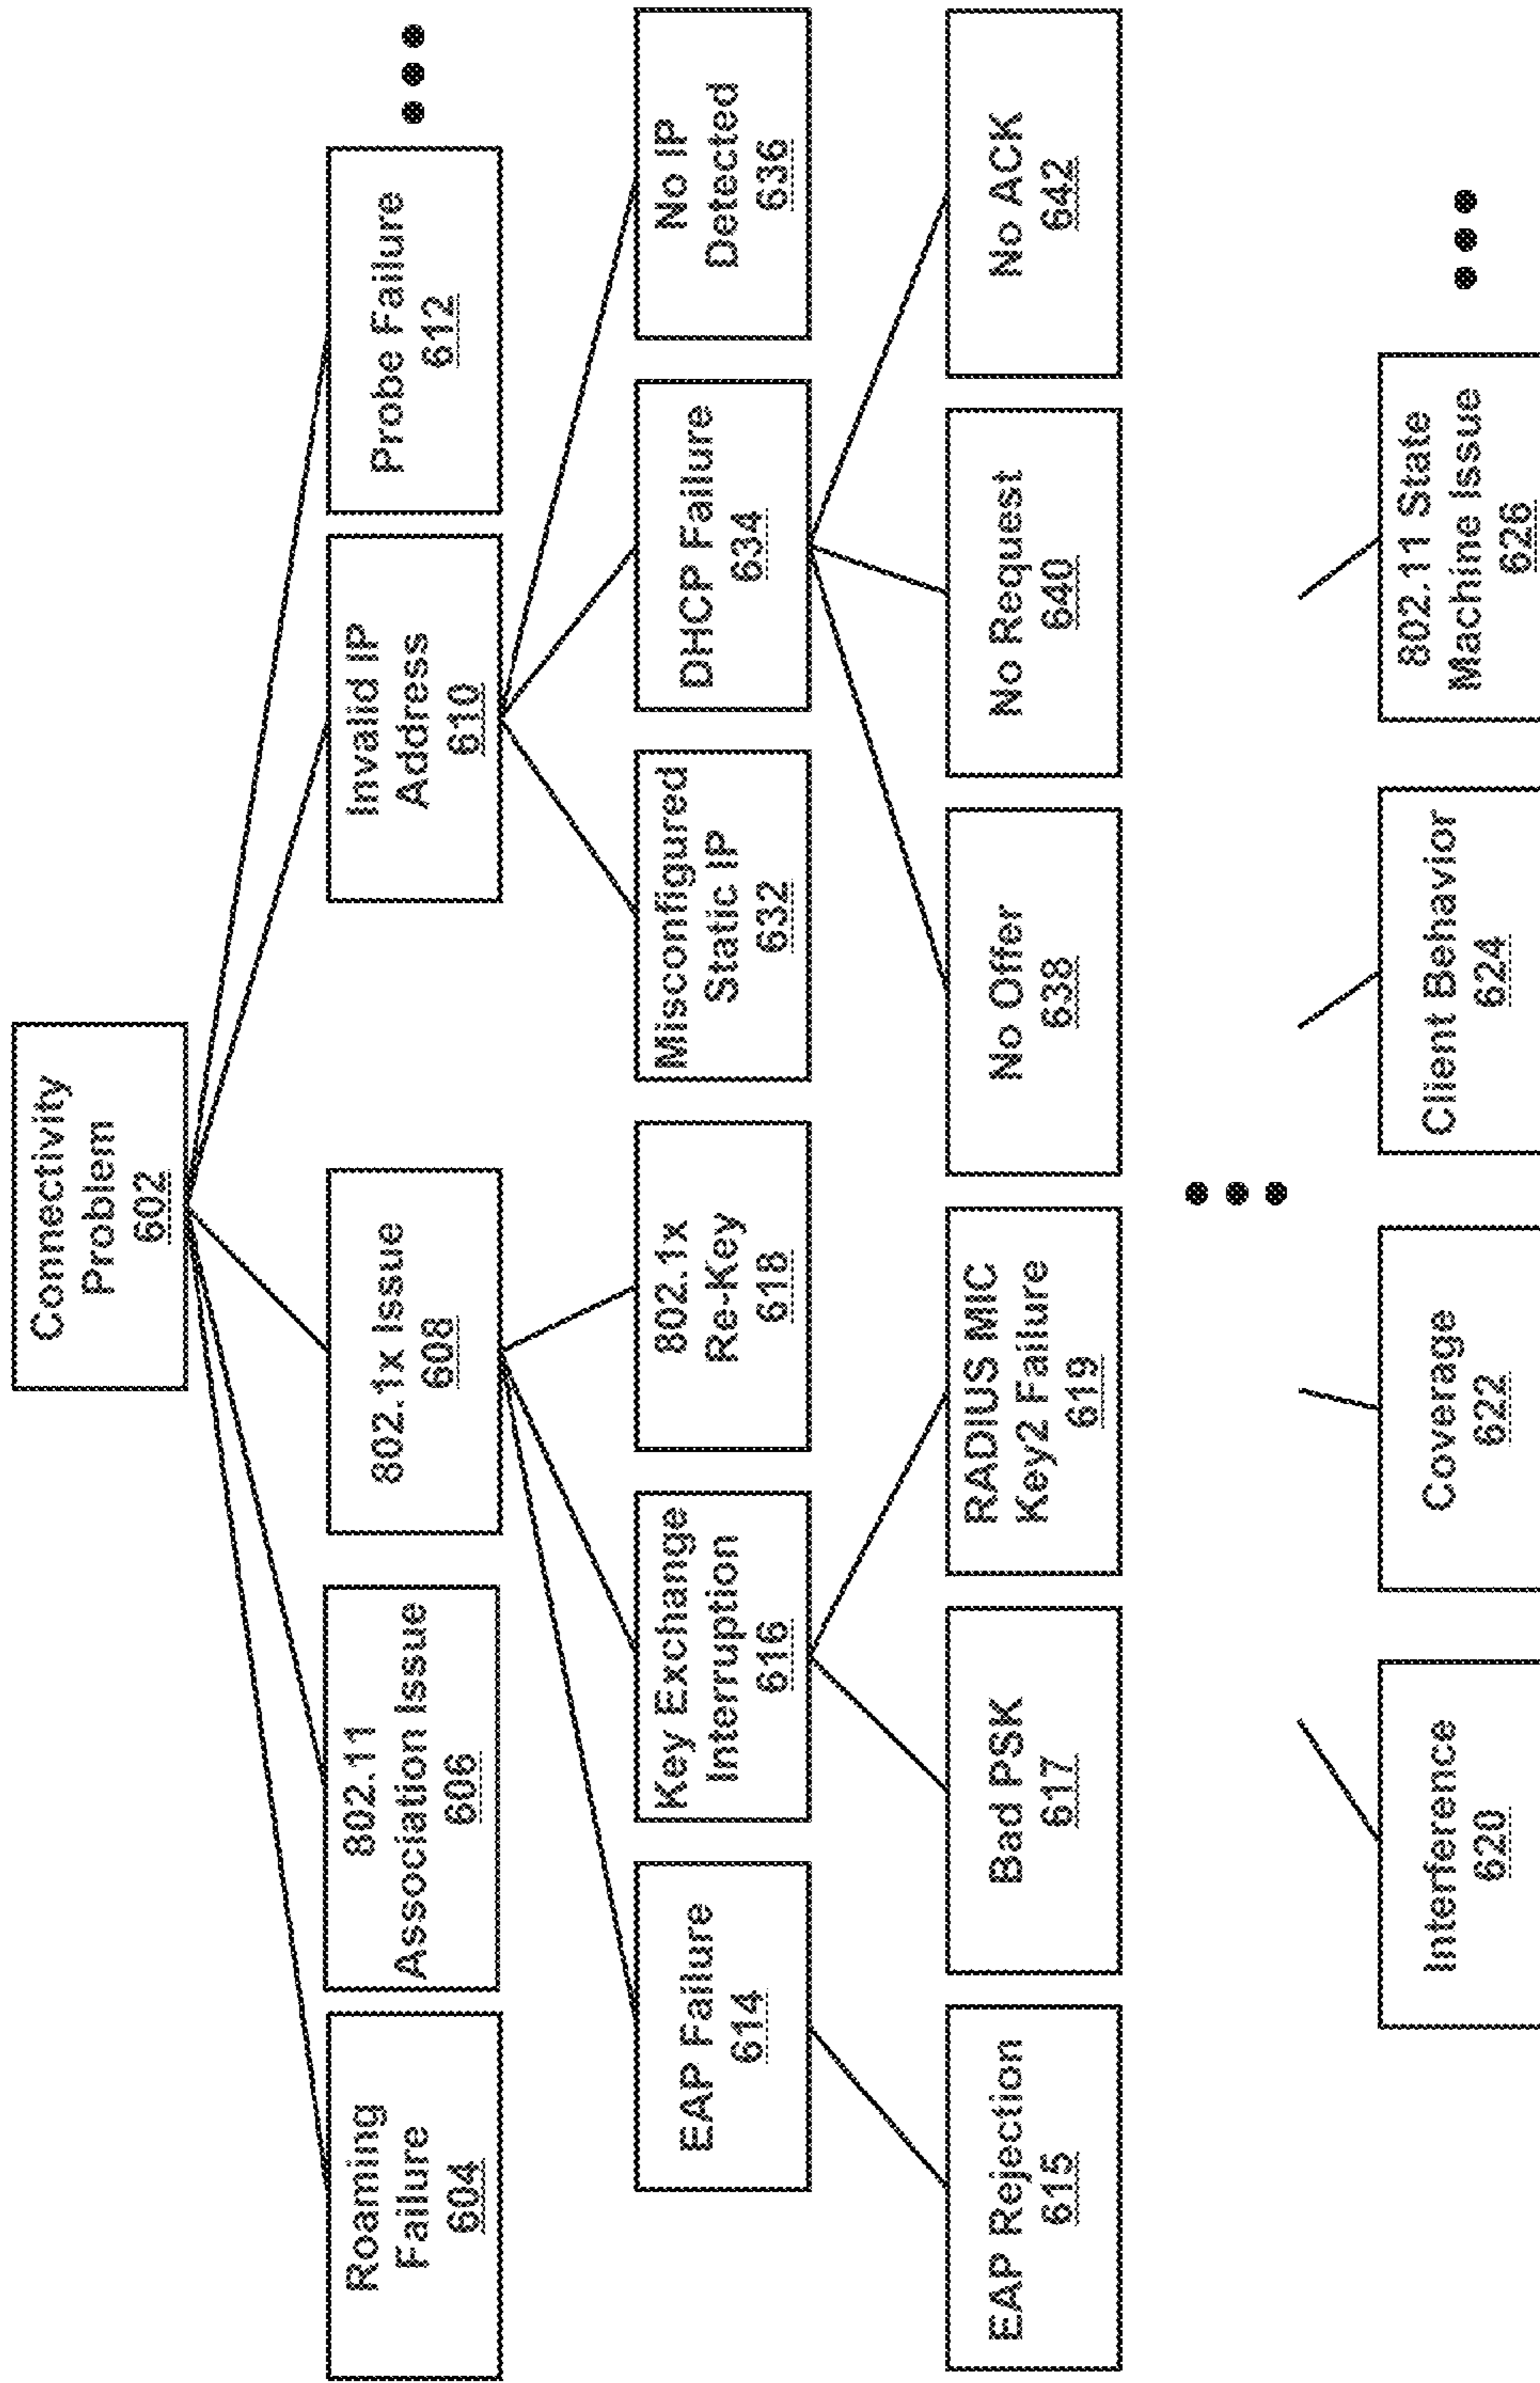 Connectivity
Problem
602
Roaming
Failure
604
802.11
Association Issue
606
802.1x Issue
608
Invalid IP
Address
610
Probe Failure
612
EAP Failure
614
Key Exchange
Interruption
616
802.1x
Re-Key
618
Misconfigured
Static IP
632
DHCP Failure
634
No IP
Detected
636
EAP Rejection
615
Bad PSK
617
RADIUS MIC
Key2 Failure
619
No Offer
638
No Request
640
No ACK
642
Interference
620
Coverage
622
Client Behavior
624
802.11 State
Machine Issue
626